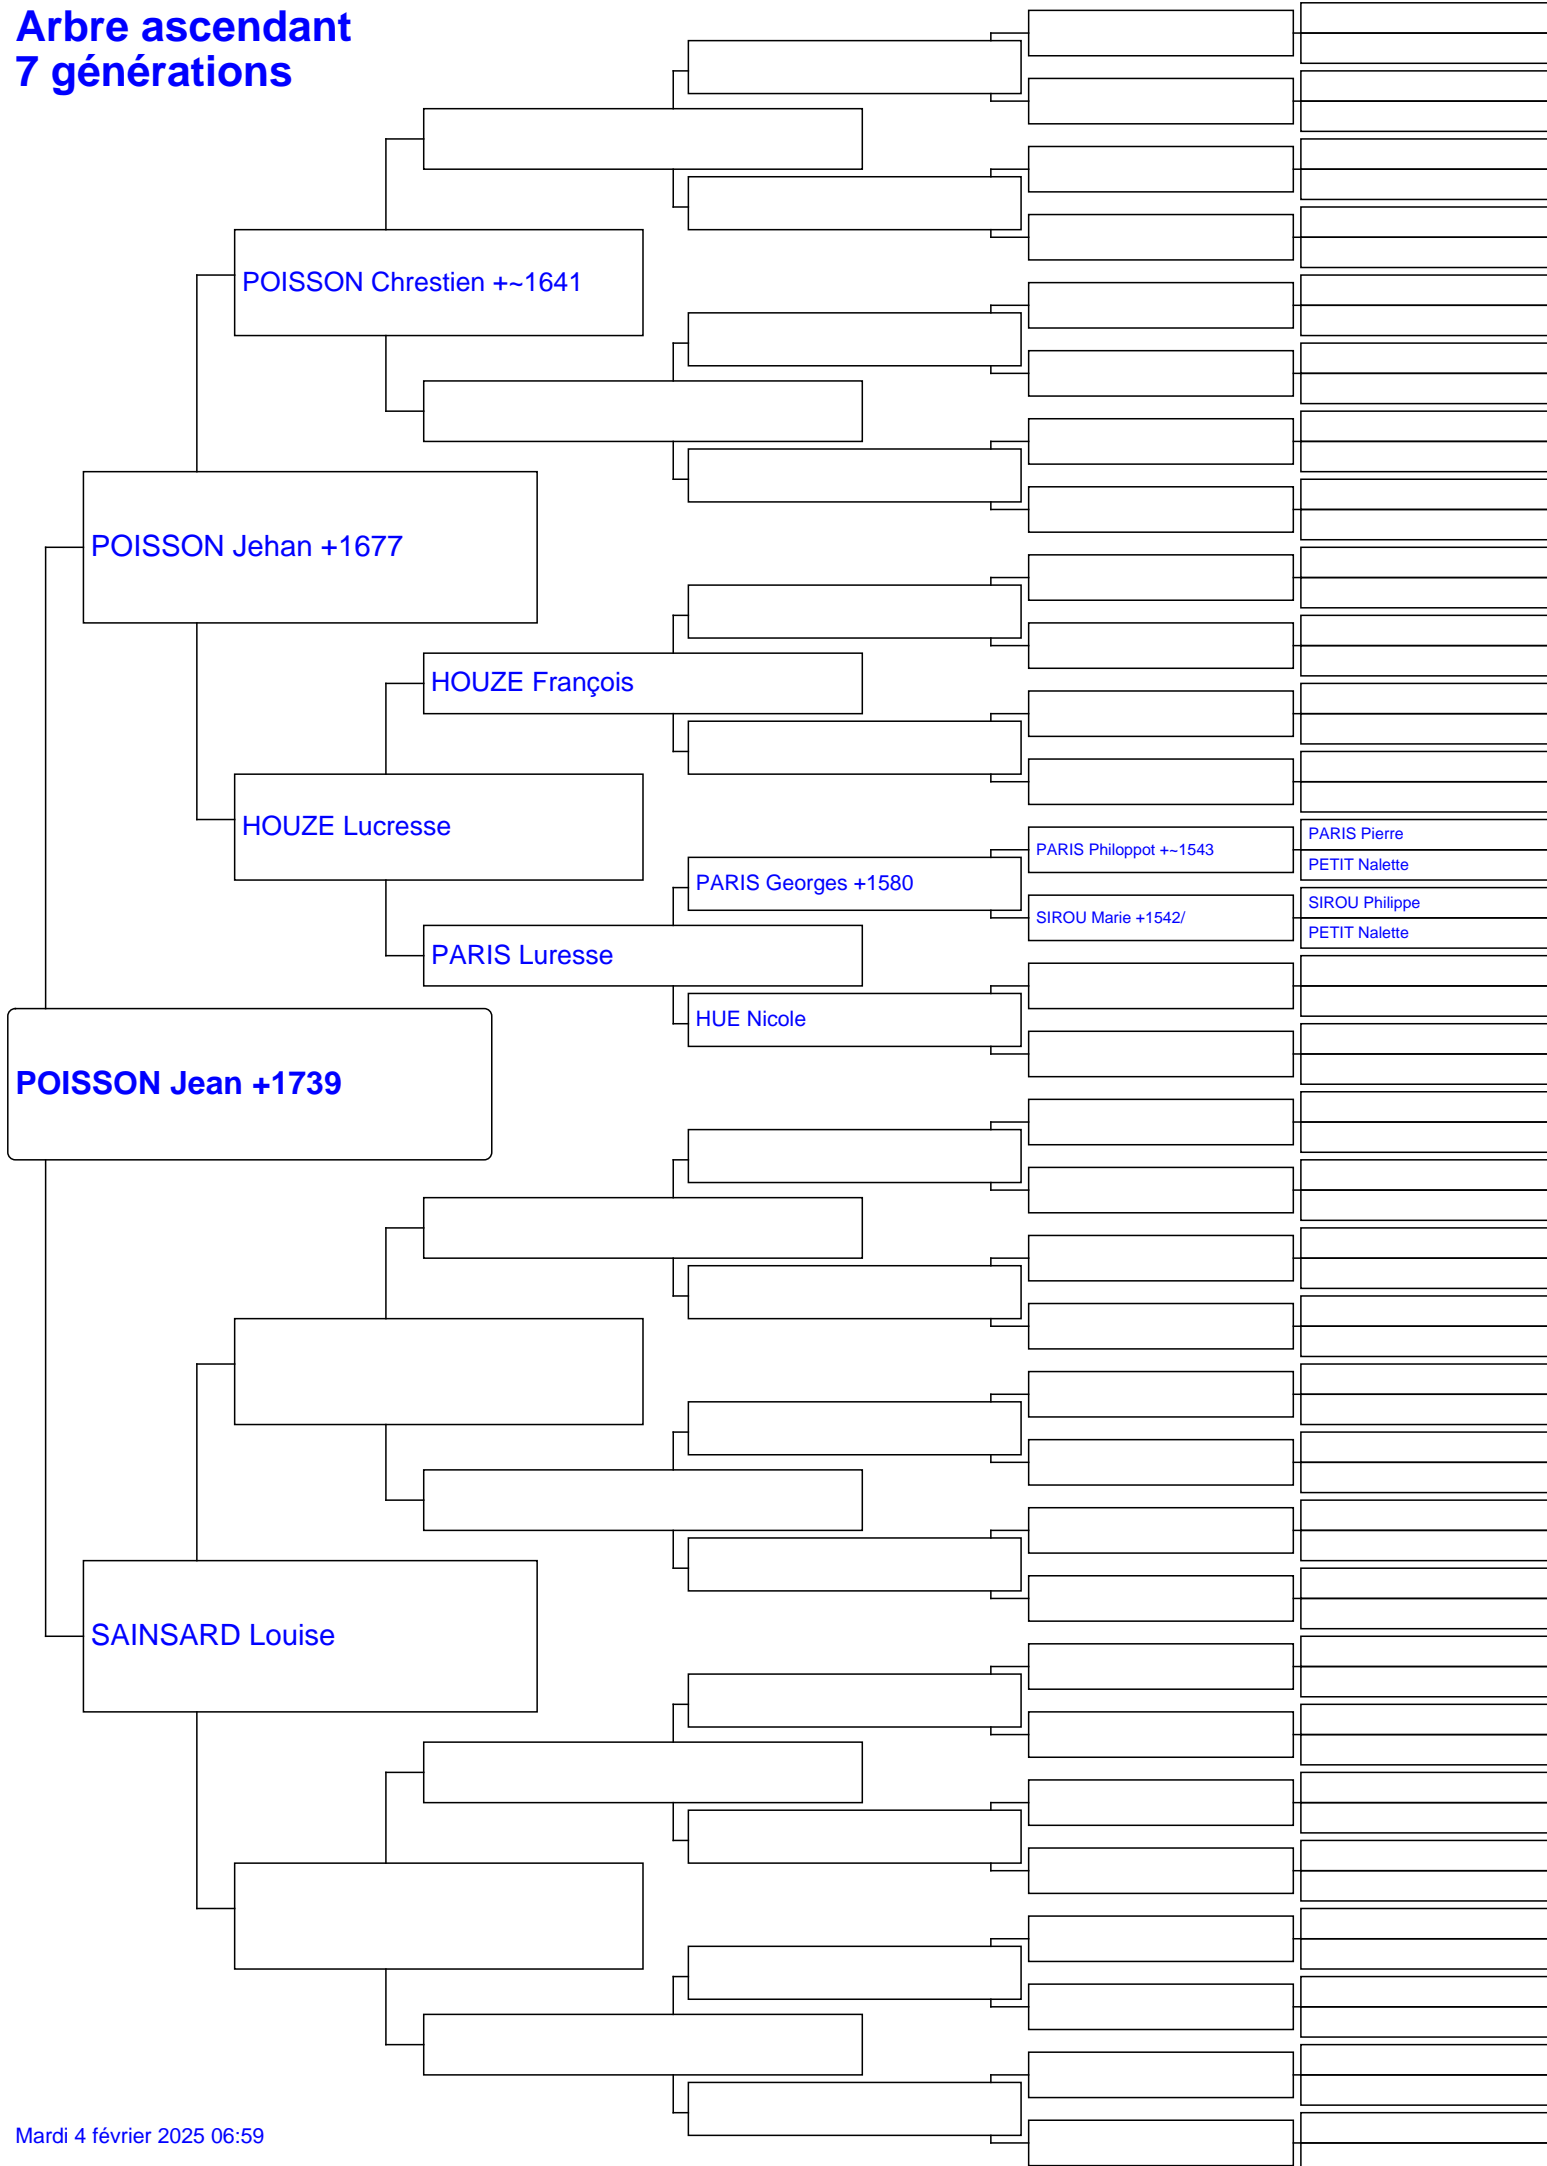 Arbre ascendant
7 générations
POISSON Chrestien +~1641
POISSON Jehan +1677
HOUZE François
HOUZE Lucresse
PARIS Philoppot +~1543
PARIS Pierre
PETIT Nalette
PARIS Georges +1580
SIROU Marie +1542/
SIROU Philippe
PETIT Nalette
PARIS Luresse
HUE Nicole
POISSON Jean +1739
SAINSARD Louise
Mardi 4 février 2025 06:59